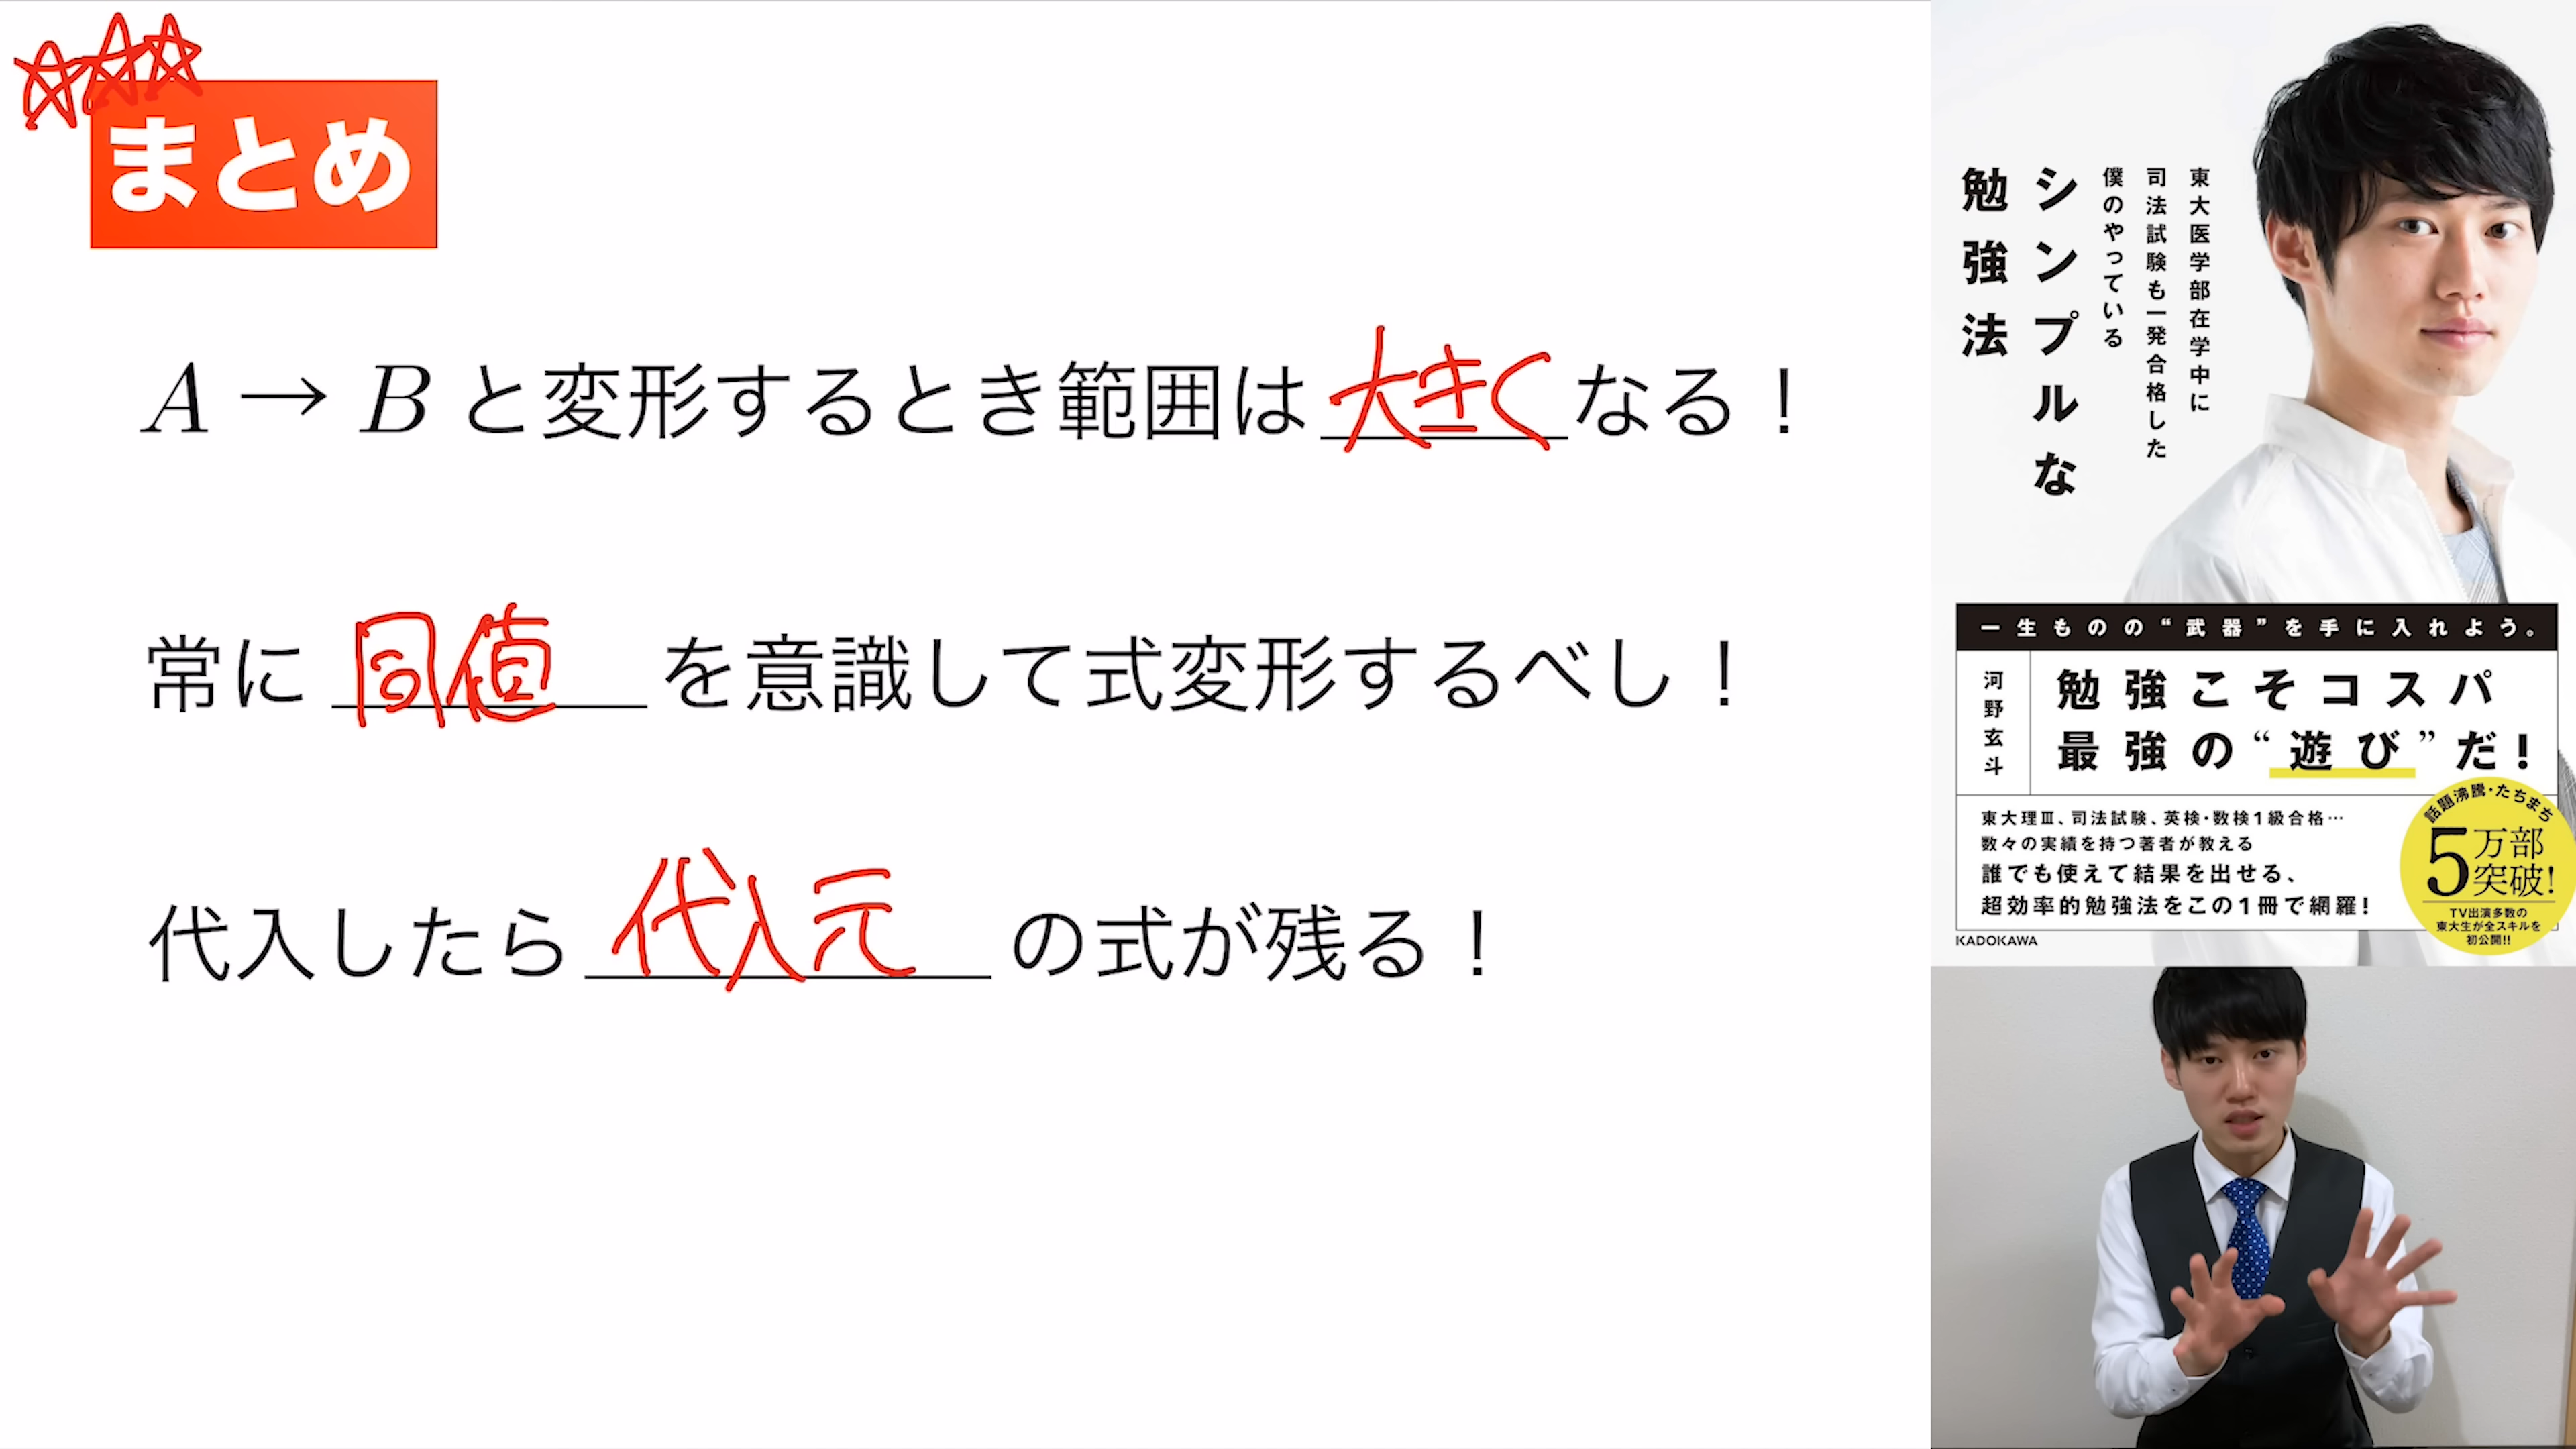 まとめ
A → B と変形するとき範囲は大きくなる！
常に 同値 を意識して式変形するべし！
代入したら 代入元 の式が残る！
東大医学部在学中に
司法試験も一発合格した
僕のやっている
シンプルな
勉強法
一生ものの“武器”を手に入れよう。
河野玄斗
勉強こそコスパ
最強の“遊び”だ！
東大理Ⅲ、司法試験、英検・数検1級合格…
数々の実績を持つ著者が教える
誰でも使えて結果を出せる、
超効率的勉強法をこの1冊で網羅！
話題沸騰・たちまち
5万部
突破！
TV出演多数の
東大生が全スキルを
初公開!!
KADOKAWA